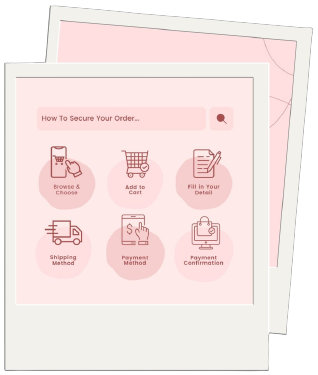 How To Secure Your Order...
Browse &
Choose
Add to
Cart
Fill in Your
Detail
Shipping
Method
Payment
Method
Payment
Confirmation